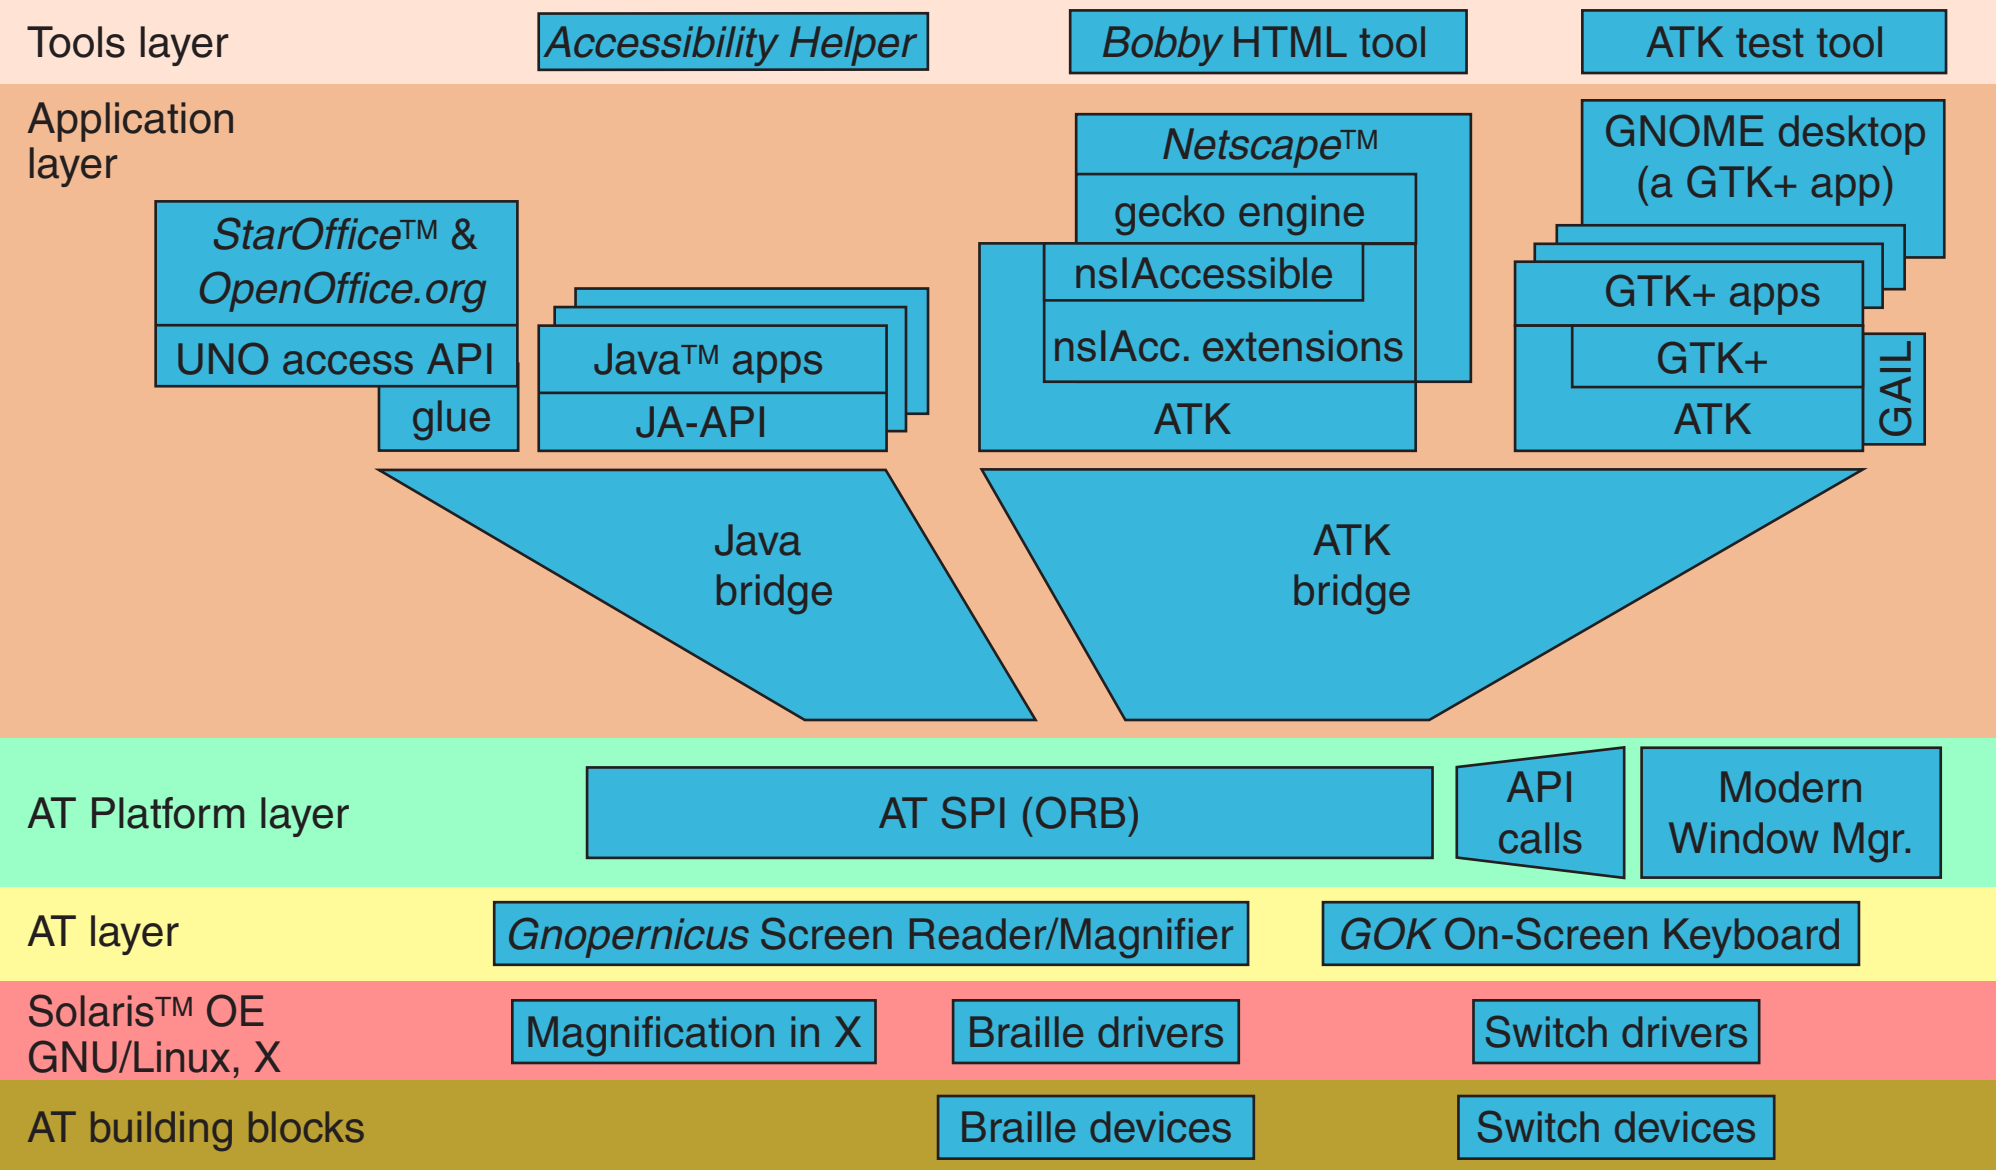 Tools layer
Accessibility Helper
Bobby HTML tool
ATK test tool
Application
layer
StarOffice™ &
OpenOffice.org
UNO access API
glue
Java™ apps
JA-API
Netscape™
gecko engine
nsIAccessible
nsIAcc. extensions
ATK
GNOME desktop
(a GTK+ app)
GTK+ apps
GTK+
ATK
GAIL
Java
bridge
ATK
bridge
AT Platform layer
AT SPI (ORB)
API
calls
Modern
Window Mgr.
AT layer
Gnopernicus Screen Reader/Magnifier
GOK On-Screen Keyboard
Solaris™ OE
GNU/Linux, X
Magnification in X
Braille drivers
Switch drivers
AT building blocks
Braille devices
Switch devices